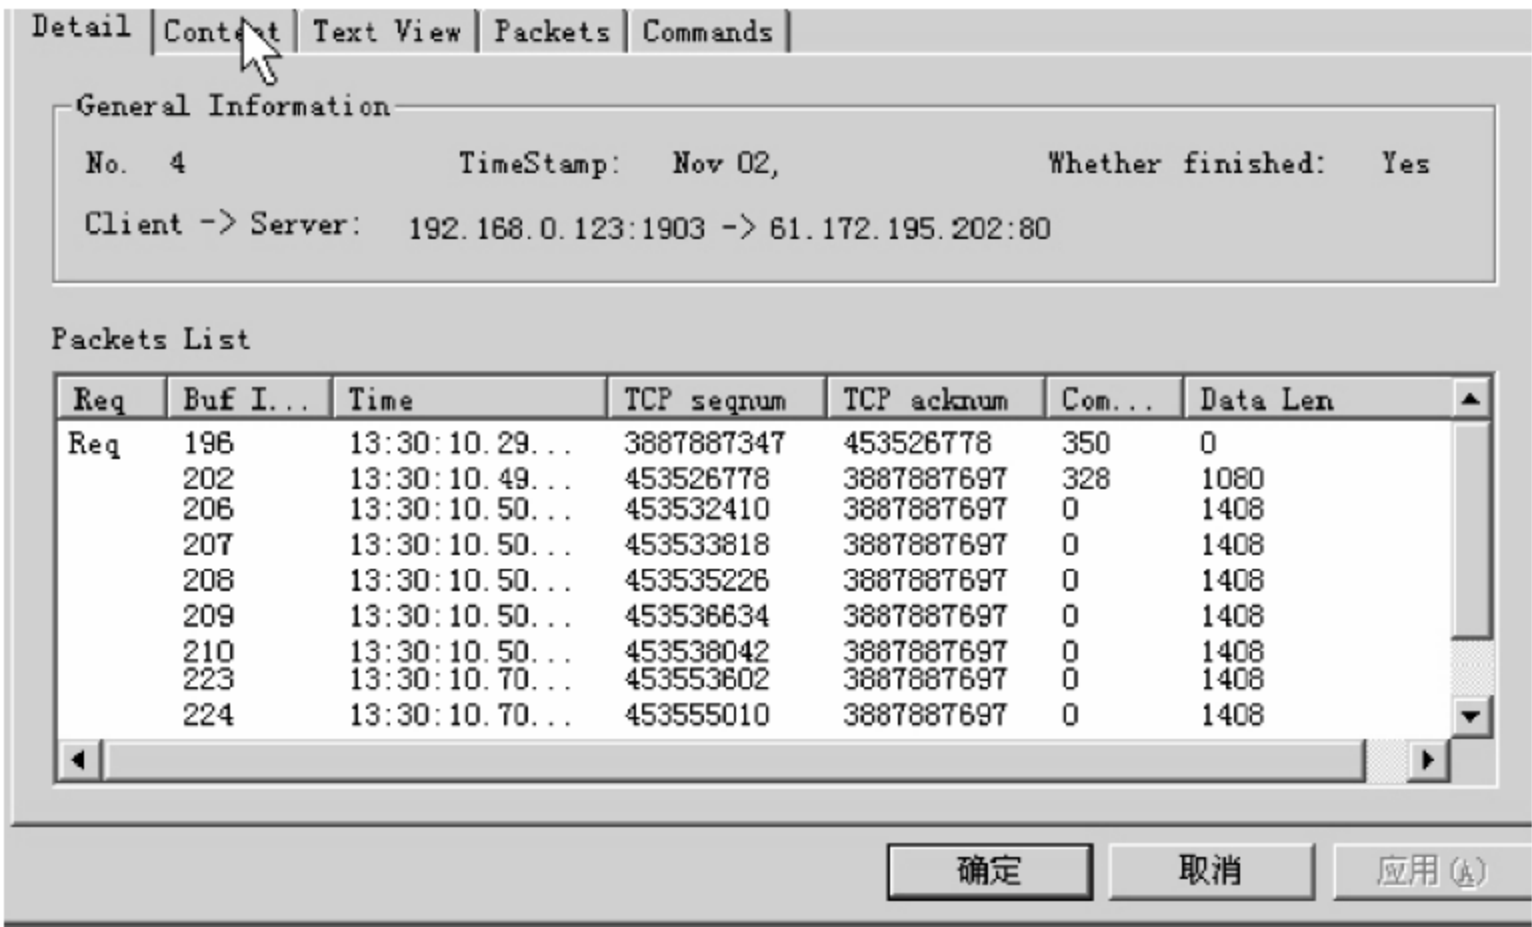 Detail Content Text View Packets Commands
General Information
No. 4 TimeStamp: Nov 02, Whether finished: Yes
Client -> Server: 192.168.0.123:1903 -> 61.172.195.202:80
Packets List
Req Buf I... Time TCP seqnum TCP acknum Com... Data Len
Req 196 13:30:10.29... 3887887347 453526778 350 0
202 13:30:10.49... 453526778 3887887697 328 1080
206 13:30:10.50... 453532410 3887887697 0 1408
207 13:30:10.50... 453533818 3887887697 0 1408
208 13:30:10.50... 453535226 3887887697 0 1408
209 13:30:10.50... 453536634 3887887697 0 1408
210 13:30:10.50... 453538042 3887887697 0 1408
223 13:30:10.70... 453553602 3887887697 0 1408
224 13:30:10.70... 453555010 3887887697 0 1408
确定 取消 应用(A)